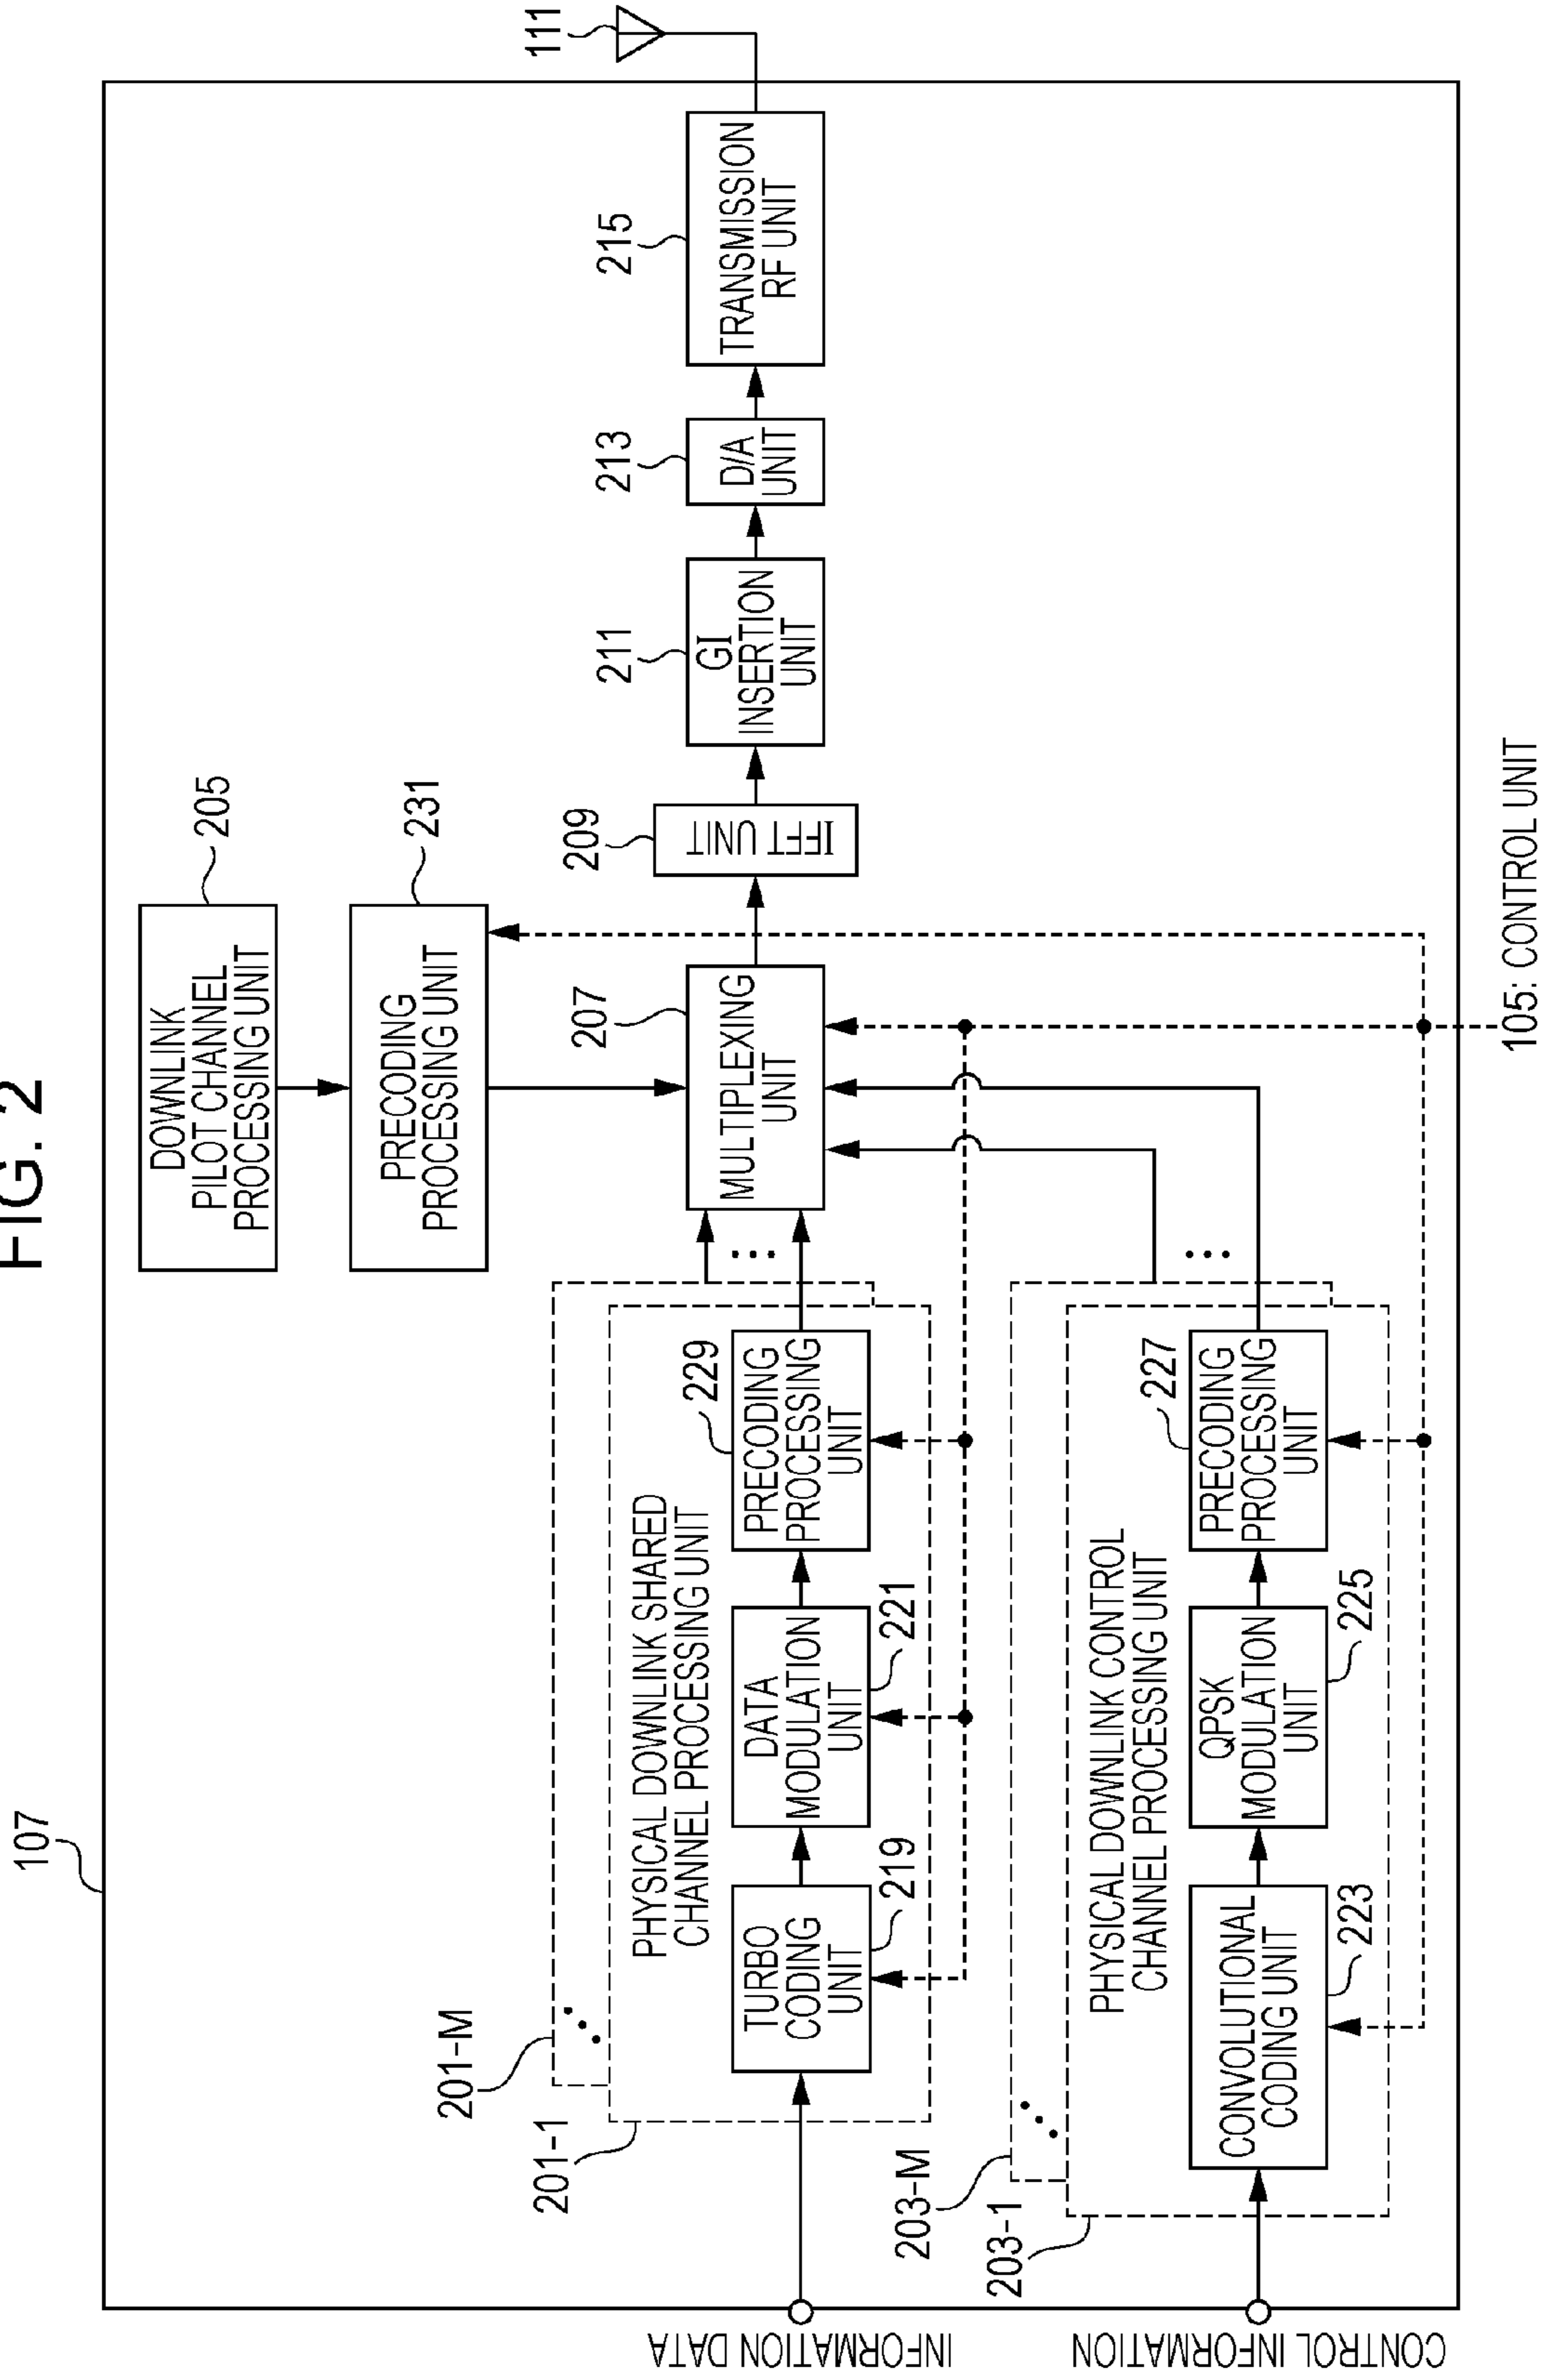 FIG. 2
107
DOWNLINK
PILOT CHANNEL
PROCESSING UNIT
205
PRECODING
PROCESSING UNIT
231
111
201-M
201-1
PHYSICAL DOWNLINK SHARED
CHANNEL PROCESSING UNIT
TURBO
CODING
UNIT
219
DATA
MODULATION
UNIT
221
PRECODING
PROCESSING
UNIT
229
MULTIPLEXING
UNIT
207
IFFT UNIT
209
GI
INSERTION
UNIT
211
D/A
UNIT
213
TRANSMISSION
RF UNIT
215
INFORMATION DATA
203-M
203-1
PHYSICAL DOWNLINK CONTROL
CHANNEL PROCESSING UNIT
CONVOLUTIONAL
CODING UNIT
223
QPSK
MODULATION
UNIT
225
PRECODING
PROCESSING
UNIT
227
CONTROL INFORMATION
105: CONTROL UNIT